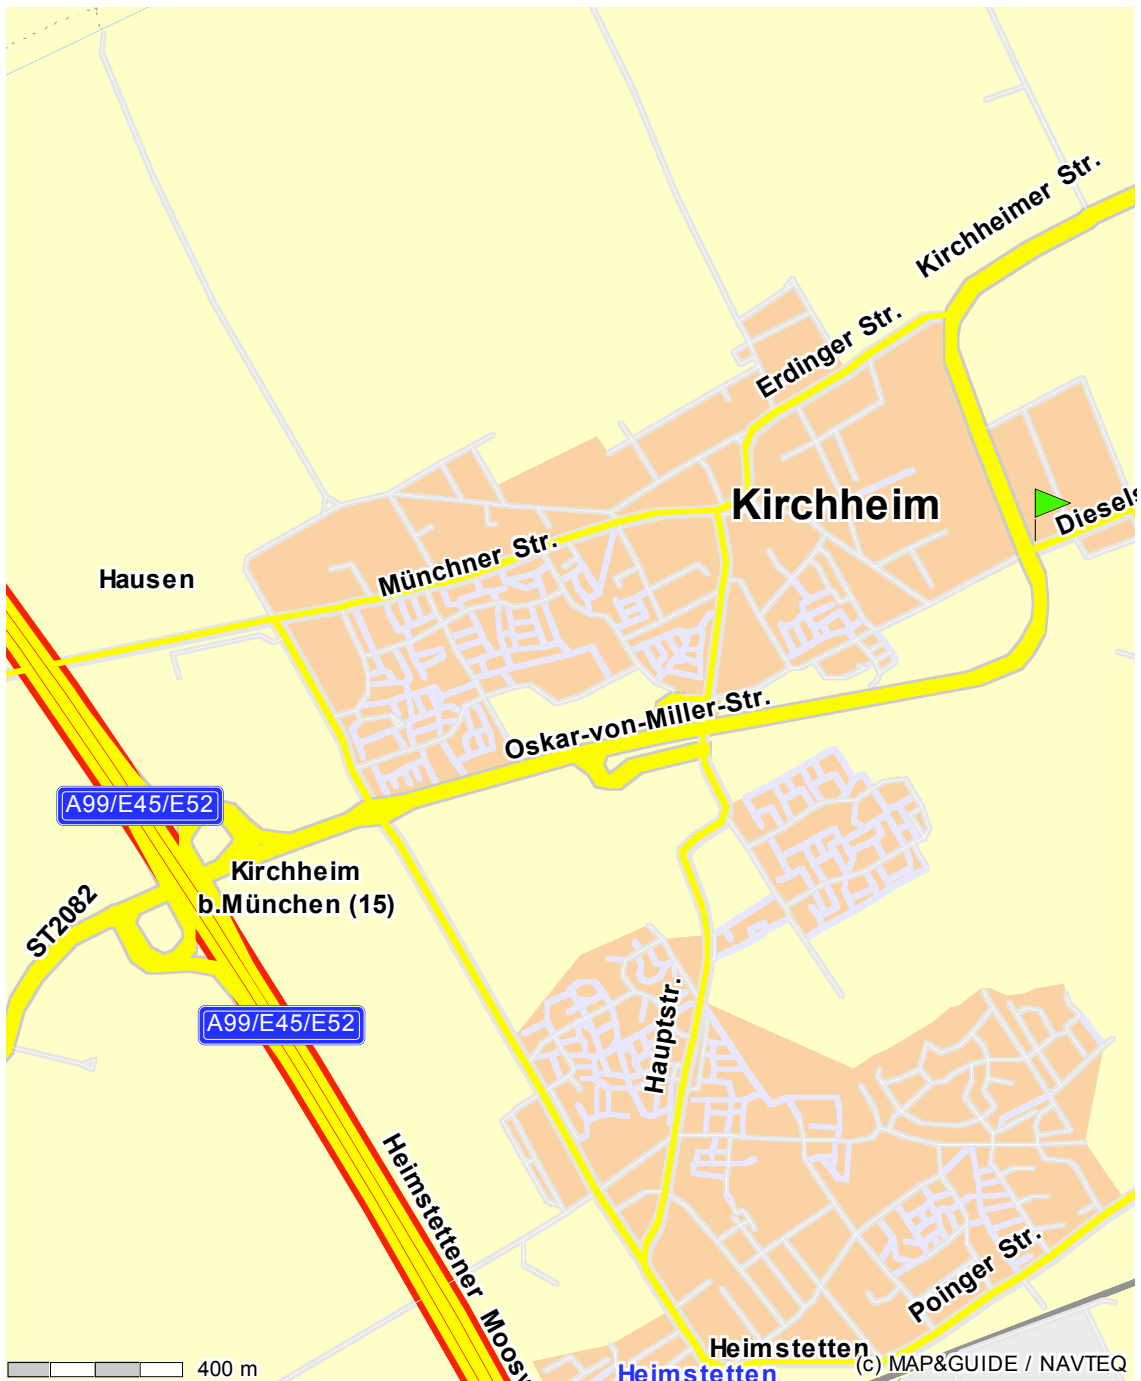 Kirchheimer Str.
Erdinger Str.
Kirchheim
Diesels
Münchner Str.
Hausen
Oskar-von-Miller-Str.
A99/E45/E52
Kirchheim
b.München (15)
ST2082
Hauptstr.
A99/E45/E52
Heimstettener Moosw
Poinger Str.
Heimstetten
Heimstetten
400 m
(c) MAP&GUIDE / NAVTEQ